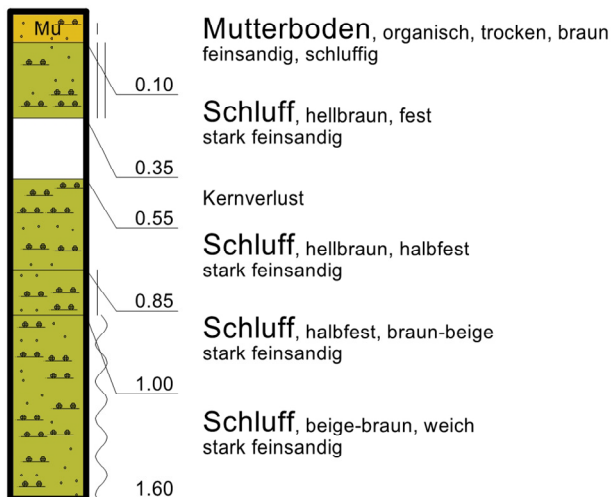 Mu
Mutterboden, organisch, trocken, braun
feinsandig, schluffig
0.10
Schluff, hellbraun, fest
stark feinsandig
0.35
Kernverlust
0.55
Schluff, hellbraun, halbfest
stark feinsandig
0.85
Schluff, halbfest, braun-beige
stark feinsandig
1.00
Schluff, beige-braun, weich
stark feinsandig
1.60